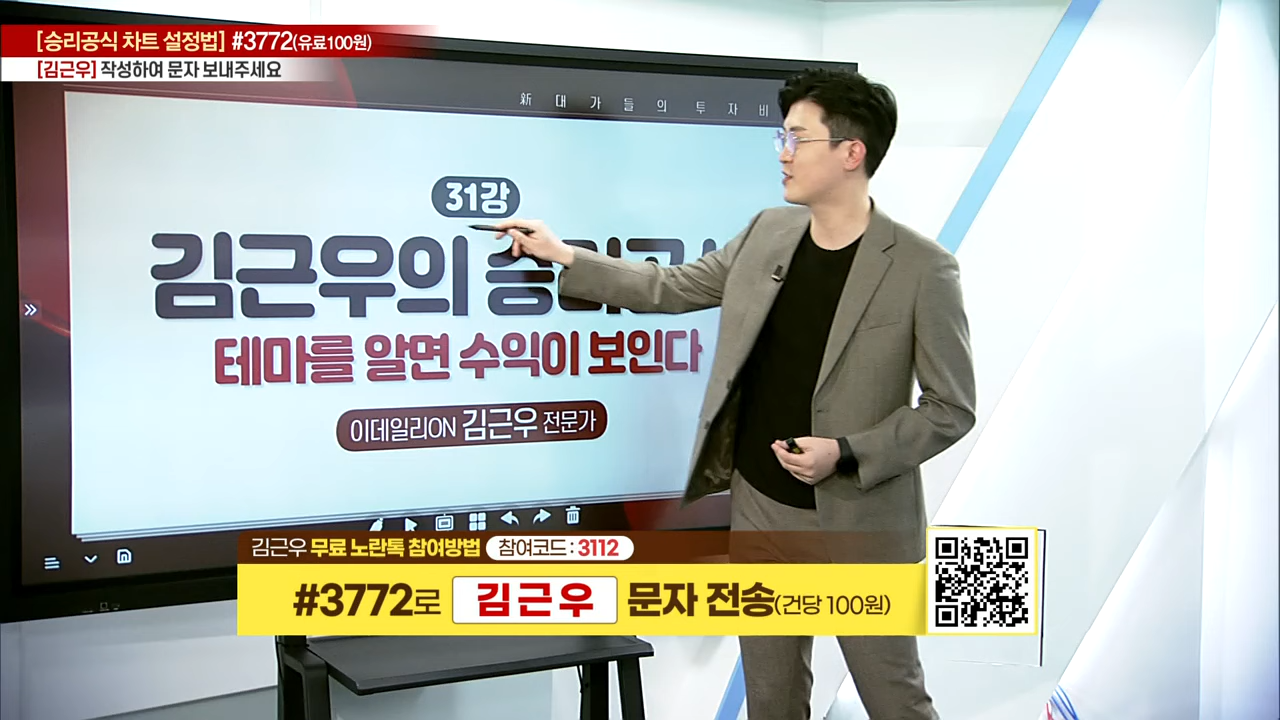 [승리공식 차트 설정법] #3772(유료100원)
[김근우] 작성하여 문자 보내주세요
新 대 가 들 의 투 자 비
31강
김근우의
테마를 알면 수익이 보인다
이데일리ON 김근우 전문가
김근우 무료 노란톡 참여방법 참여코드 : 3112
#3772로 김근우 문자 전송(건당 100원)